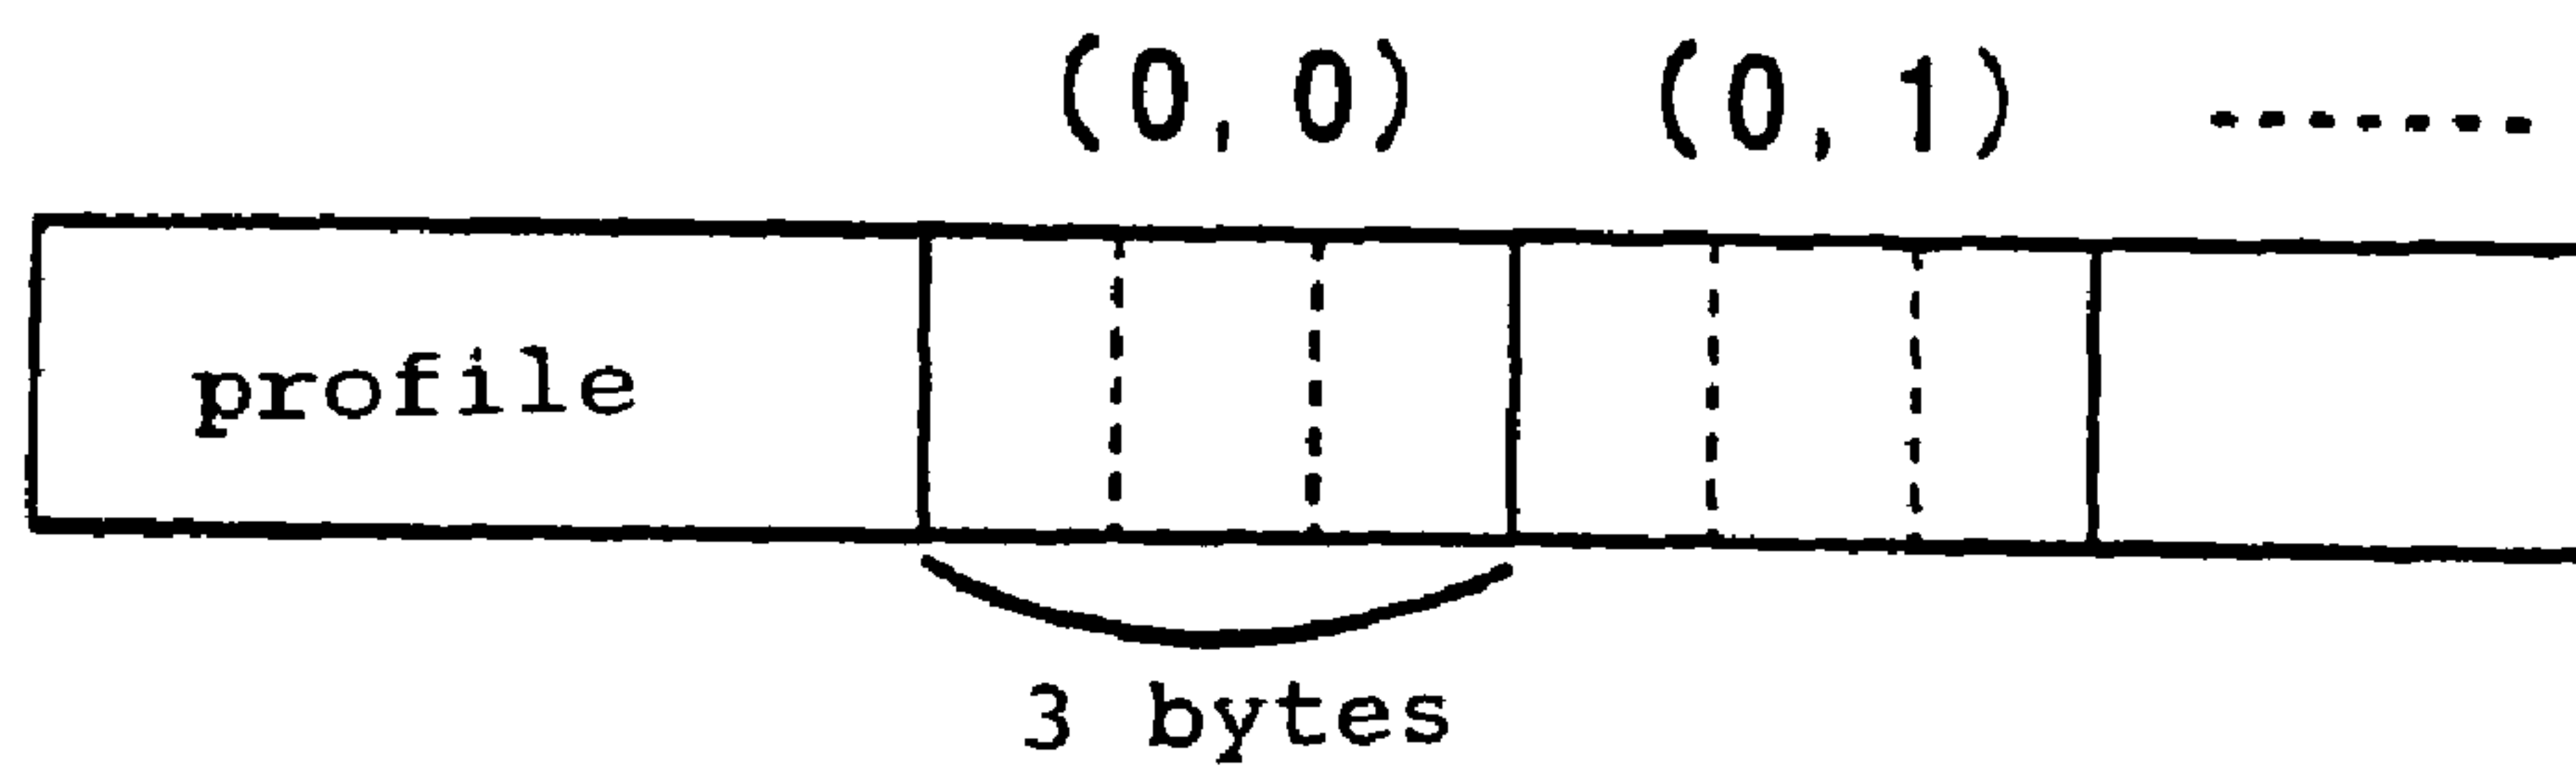 (0, 0) (0, 1) .......
profile
3 bytes